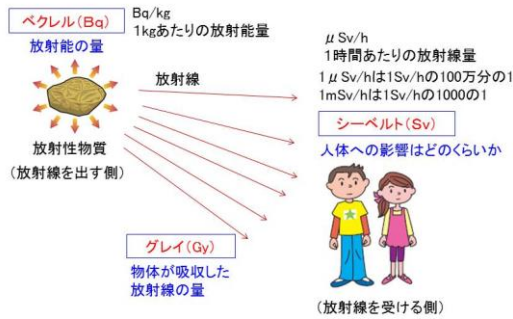 ベクレル(Bq)
放射能の量
Bq/kg
1kgあたりの放射能量
放射線
放射性物質
(放射線を出す側)
μSv/h
1時間あたりの放射線量
1μSv/hは1Sv/hの100万分の1
1mSv/hは1Sv/hの1000の1
シーベルト(Sv)
人体への影響はどのくらいか
グレイ(Gy)
物体が吸収した
放射線の量
(放射線を受ける側)